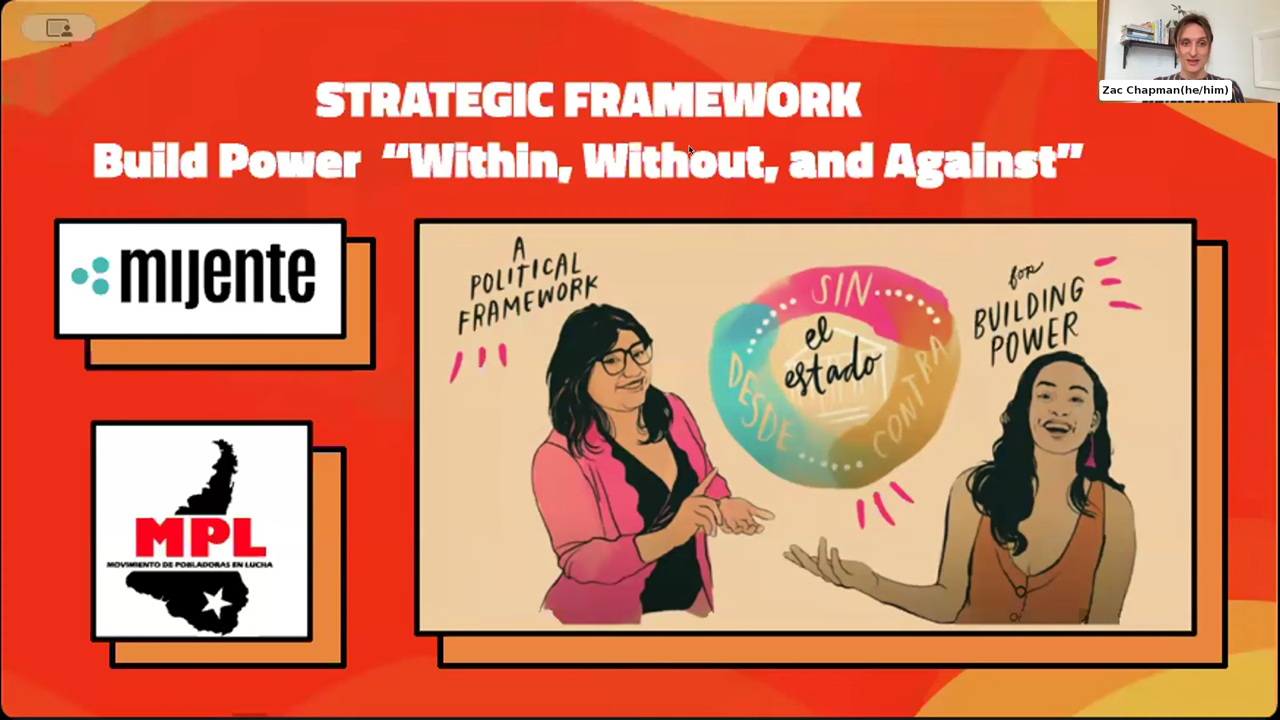 STRATEGIC FRAMEWORK
Build Power “Within, Without, and Against”
Zac Chapman(he/him)
mijente
MPL
MOVIMIENTO DE POBLADORAS EN LUCHA
A
POLITICAL
FRAMEWORK
SIN
el
estado
DESDE
CONTRA
for
BUILDING
POWER